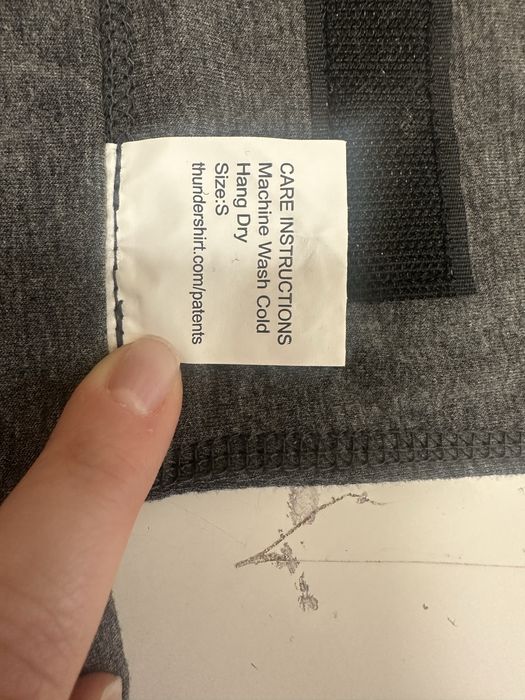 CARE INSTRUCTIONS
Machine Wash Cold
Hang Dry
Size:S
thundershirt.com/patents